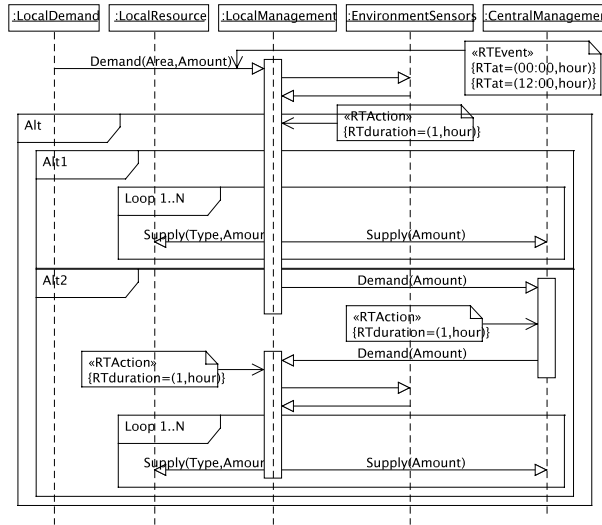 :LocalDemand :LocalResource :LocalManagement :EnvironmentSensors :CentralManagemer
«RTEvent»
Demand(Area,Amount) {RTat=(00:00,hour)}
{RTat=(12:00,hour)}
«RTAction»
Alt {RTduration=(1,hour)}
Alt1
Loop 1..N
Supply(Type,Amour Supply(Amount)
Alt2 Demand(Amount)
«RTAction»
{RTduration=(1,hour)}
Demand(Amount)
«RTAction»
{RTduration=(1,hour)}
Loop 1..N
Supply(Type,Amour Supply(Amount)